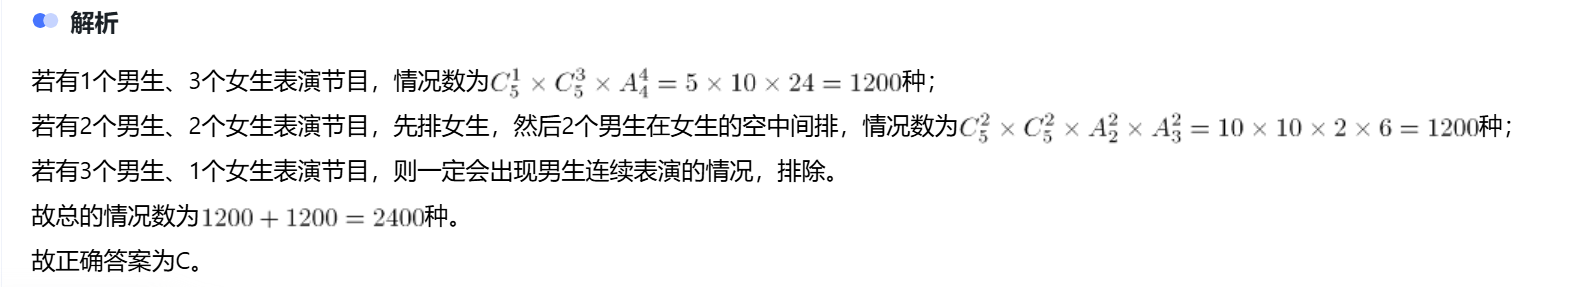 解析
若有1个男生、3个女生表演节目，情况数为$C_5^1 \times C_5^3 \times A_4^4 = 5 \times 10 \times 24 = 1200$种；
若有2个男生、2个女生表演节目，先排女生，然后2个男生在女生的空中间排，情况数为$C_5^2 \times C_5^2 \times A_2^2 \times A_3^2 = 10 \times 10 \times 2 \times 6 = 1200$种；
若有3个男生、1个女生表演节目，则一定会出现男生连续表演的情况，排除。
故总的情况数为$1200 + 1200 = 2400$种。
故正确答案为C。